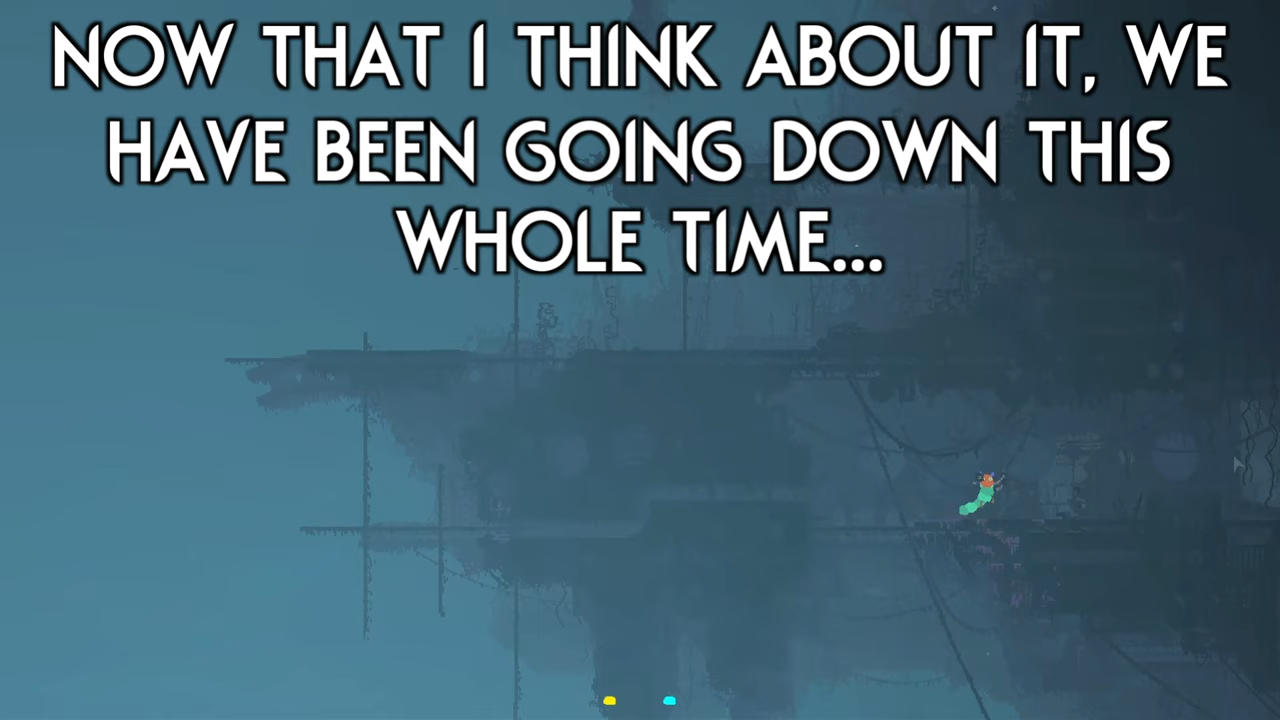 NOW THAT I THINK ABOUT IT, WE
HAVE BEEN GOING DOWN THIS
WHOLE TIME...